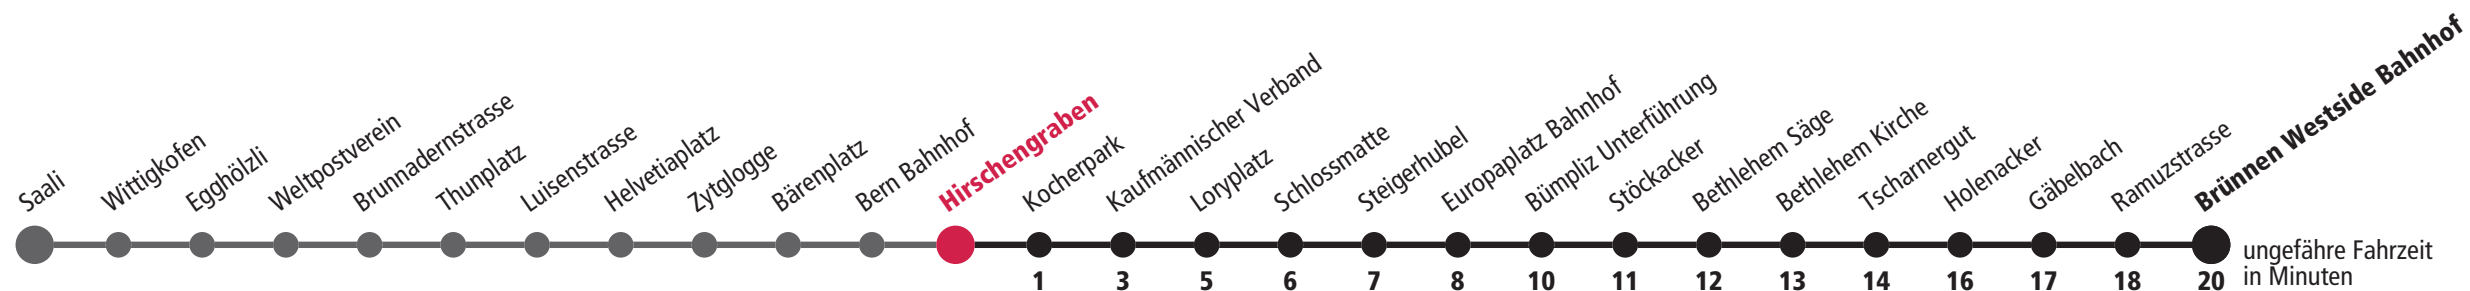 Saali
Wittigkofen
Egghölzli
Weltpostverein
Brunnadernstrasse
Thunplatz
Luisenstrasse
Helvetiaplatz
Zytglogge
Bärenplatz
Bern Bahnhof
Hirschengraben
Kocherpark
Kaufmännischer Verband
Loryplatz
Schlossmatte
Steigerhubel
Europaplatz Bahnhof
Bümpliz Unterführung
Stöckacker
Bethlehem Säge
Bethlehem Kirche
Tscharnergut
Holenacker
Gäbelbach
Ramuzstrasse
Brünnen Westside Bahnhof
1 3 5 6 7 8 10 11 12 13 14 16 17 18 20
ungefähre Fahrzeit
in Minuten